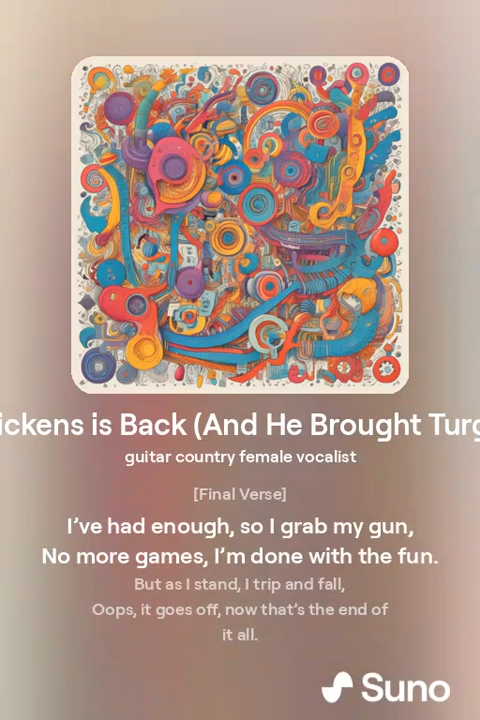 ickens is Back (And He Brought Turg
guitar country female vocalist
[Final Verse]
I’ve had enough, so I grab my gun,
No more games, I’m done with the fun.
But as I stand, I trip and fall,
Oops, it goes off, now that’s the end of
it all.
Suno